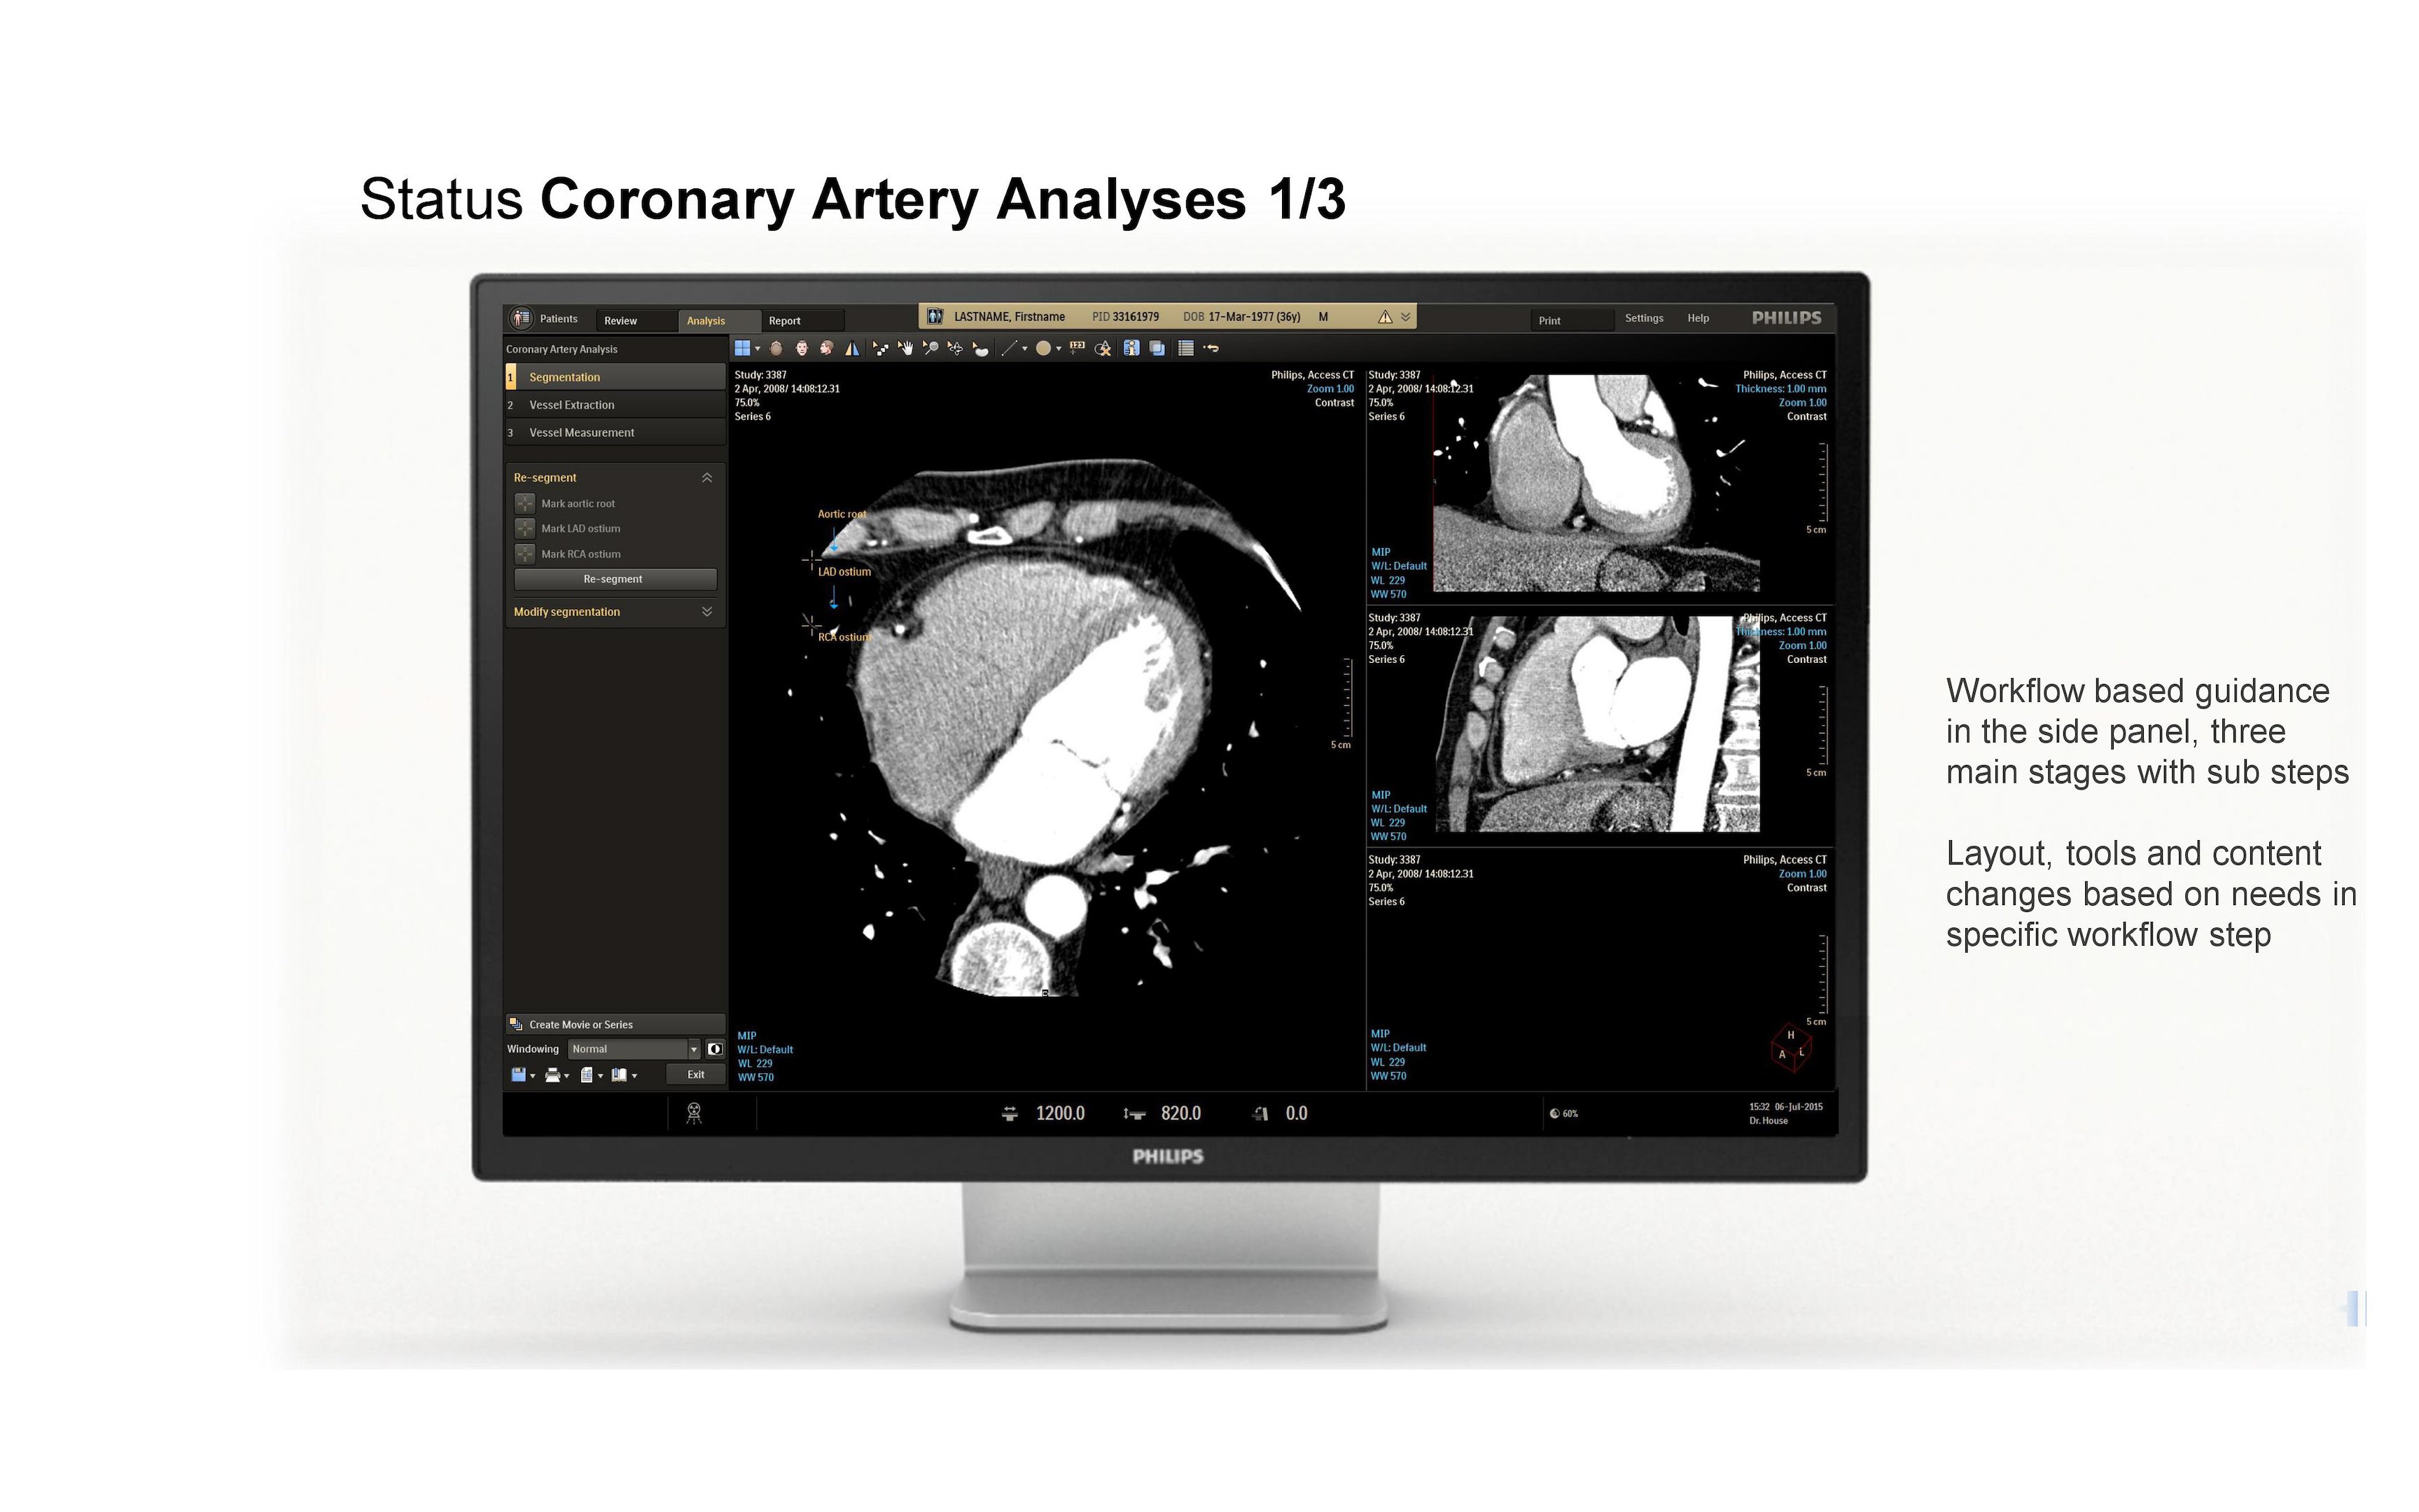 Status Coronary Artery Analyses 1/3
Patients
Review
Analysis
Report
LASTNAME, Firstname PID 33161979 DOB 17-Mar-1977 (36y) M
Print
Settings
Help
PHILIPS
Coronary Artery Analysis
1 Segmentation
2 Vessel Extraction
3 Vessel Measurement
Re-segment
Mark aortic root
Mark LAD ostium
Mark RCA ostium
Re-segment
Modify segmentation
Create Movie or Series
Windowing Normal
Exit
123
Study: 3387
2 Apr, 2008/ 14:08:12.31
75.0%
Series 6
Philips, Access CT
Zoom 1.00
Contrast
Aortic root
LAD ostium
RCA ostium
5 cm
MIP
W/L: Default
WL 229
WW 570
Study: 3387
2 Apr, 2008/ 14:08:12.31
75.0%
Series 6
Philips, Access CT
Thickness: 1.00 mm
Zoom 1.00
Contrast
5 cm
MIP
W/L: Default
WL 229
WW 570
Study: 3387
2 Apr, 2008/ 14:08:12.31
75.0%
Series 6
Philips, Access CT
Thickness: 1.00 mm
Zoom 1.00
Contrast
5 cm
MIP
W/L: Default
WL 229
WW 570
Study: 3387
2 Apr, 2008/ 14:08:12.31
75.0%
Series 6
Philips, Access CT
Zoom 1.00
Contrast
5 cm
H
A L
MIP
W/L: Default
WL 229
WW 570
1200.0
820.0
0.0
60%
15:32 06-Jul-2015
Dr. House
PHILIPS
Workflow based guidance
in the side panel, three
main stages with sub steps
Layout, tools and content
changes based on needs in
specific workflow step